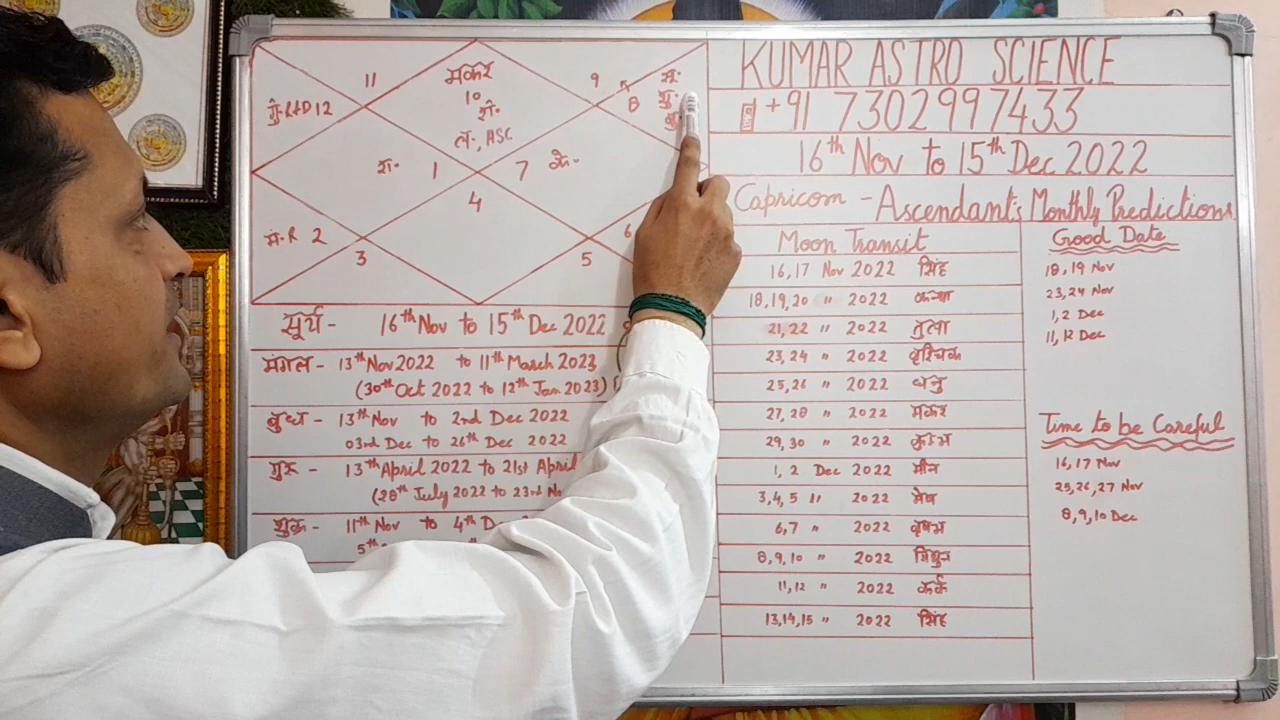 11
मकर
10
श॰
ल॰, ASC
9
8
सू॰
शु॰
बु॰
गु॰ R+D 12
रा॰ 1
7 के॰
4
मं॰ R 2
3
5
6
सूर्य - 16th Nov to 15th Dec 2022
मंगल - 13th Nov 2022 to 11th March 2023
(30th Oct 2022 to 12th Jan 2023)
बुध - 13th Nov to 2nd Dec 2022
03rd Dec to 26th Dec 2022
गुरू - 13th April 2022 to 21st April
(28th July 2022 to 23rd
शुक्र - 11th Nov to 4th
KUMAR ASTRO SCIENCE
+91 7302997433
16th Nov to 15th Dec 2022
Capricorn - Ascendant's Monthly Predictions
Moon Transit
16, 17 Nov 2022 सिंह
18, 19, 20 " 2022 कन्या
21, 22 " 2022 तुला
23, 24 " 2022 वृश्चिक
25, 26 " 2022 धनु
27, 28 " 2022 मकर
29, 30 " 2022 कुंभ
1, 2 Dec 2022 मीन
3, 4, 5 " 2022 मेष
6, 7 " 2022 वृषभ
8, 9, 10 " 2022 मिथुन
11, 12 " 2022 कर्क
13, 14, 15 " 2022 सिंह
Good Date
18, 19 Nov
23, 24 Nov
1, 2 Dec
11, 12 Dec
Time to be Careful
16, 17 Nov
25, 26, 27 Nov
8, 9, 10 Dec